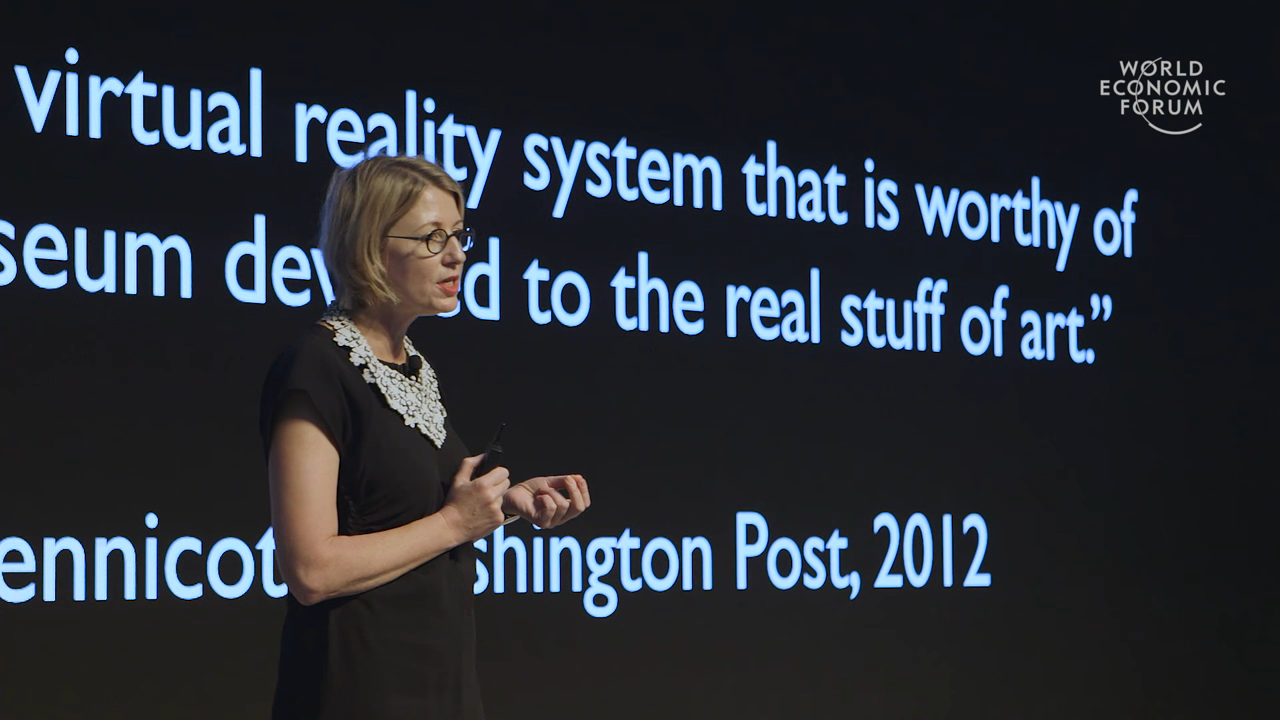 virtual reality system that is worthy of
seum dev d to the real stuff of art.”
ennicot shington Post, 2012
WORLD
ECONOMIC
FORUM